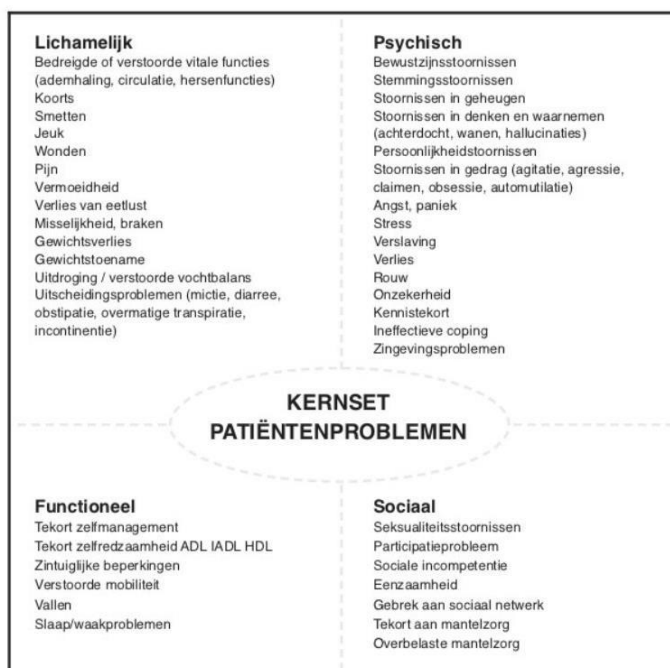 Lichamelijk
Bedreigde of verstoorde vitale functies
(ademhaling, circulatie, hersenfuncties)
Koorts
Smetten
Jeuk
Wonden
Pijn
Vermoeidheid
Verlies van eetlust
Misselijkheid, braken
Gewichtsverlies
Gewichtstoename
Uitdroging / verstoorde vochtbalans
Uitscheidingsproblemen (mictie, diarree,
obstipatie, overmatige transpiratie,
incontinentie)
Psychisch
Bewustzijnsstoornissen
Stemmingsstoornissen
Stoornissen in geheugen
Stoornissen in denken en waarnemen
(achterdocht, wanen, hallucinaties)
Persoonlijkheidstoornissen
Stoornissen in gedrag (agitatie, agressie,
claimen, obsessie, automutilatie)
Angst, paniek
Stress
Verslaving
Verlies
Rouw
Onzekerheid
Kennistekort
Ineffectieve coping
Zingevingsproblemen
KERNSET
PATIËNTENPROBLEMEN
Functioneel
Tekort zelfmanagement
Tekort zelfredzaamheid ADL IADL HDL
Zintuiglijke beperkingen
Verstoorde mobiliteit
Vallen
Slaap/waakproblemen
Sociaal
Seksualiteitsstoornissen
Participatieprobleem
Sociale incompetentie
Eenzaamheid
Gebrek aan sociaal netwerk
Tekort aan mantelzorg
Overbelaste mantelzorg